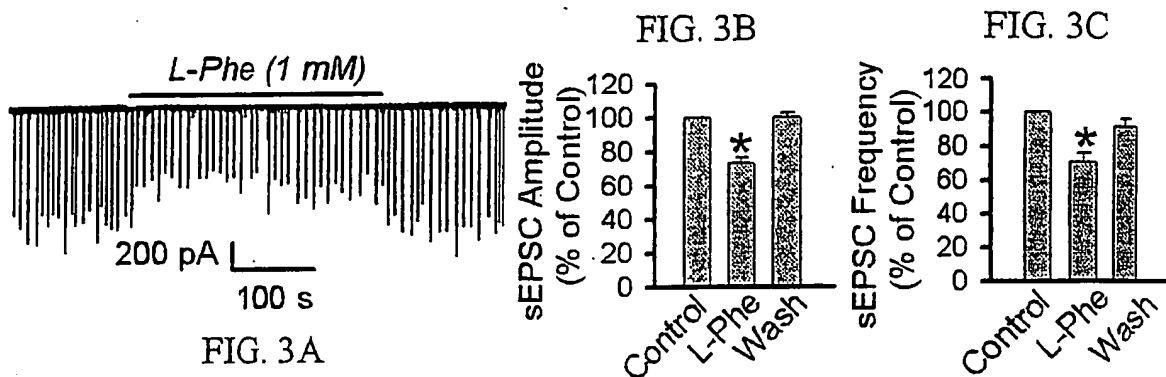 L-Phe (1 mM)
200 pA
100 s
FIG. 3A
FIG. 3B
sEPSC Amplitude
(% of Control)
120
100
80
60
40
20
0
*
Control
L-Phe
Wash
FIG. 3C
sEPSC Frequency
(% of Control)
120
100
80
60
40
20
0
*
Control
L-Phe
Wash